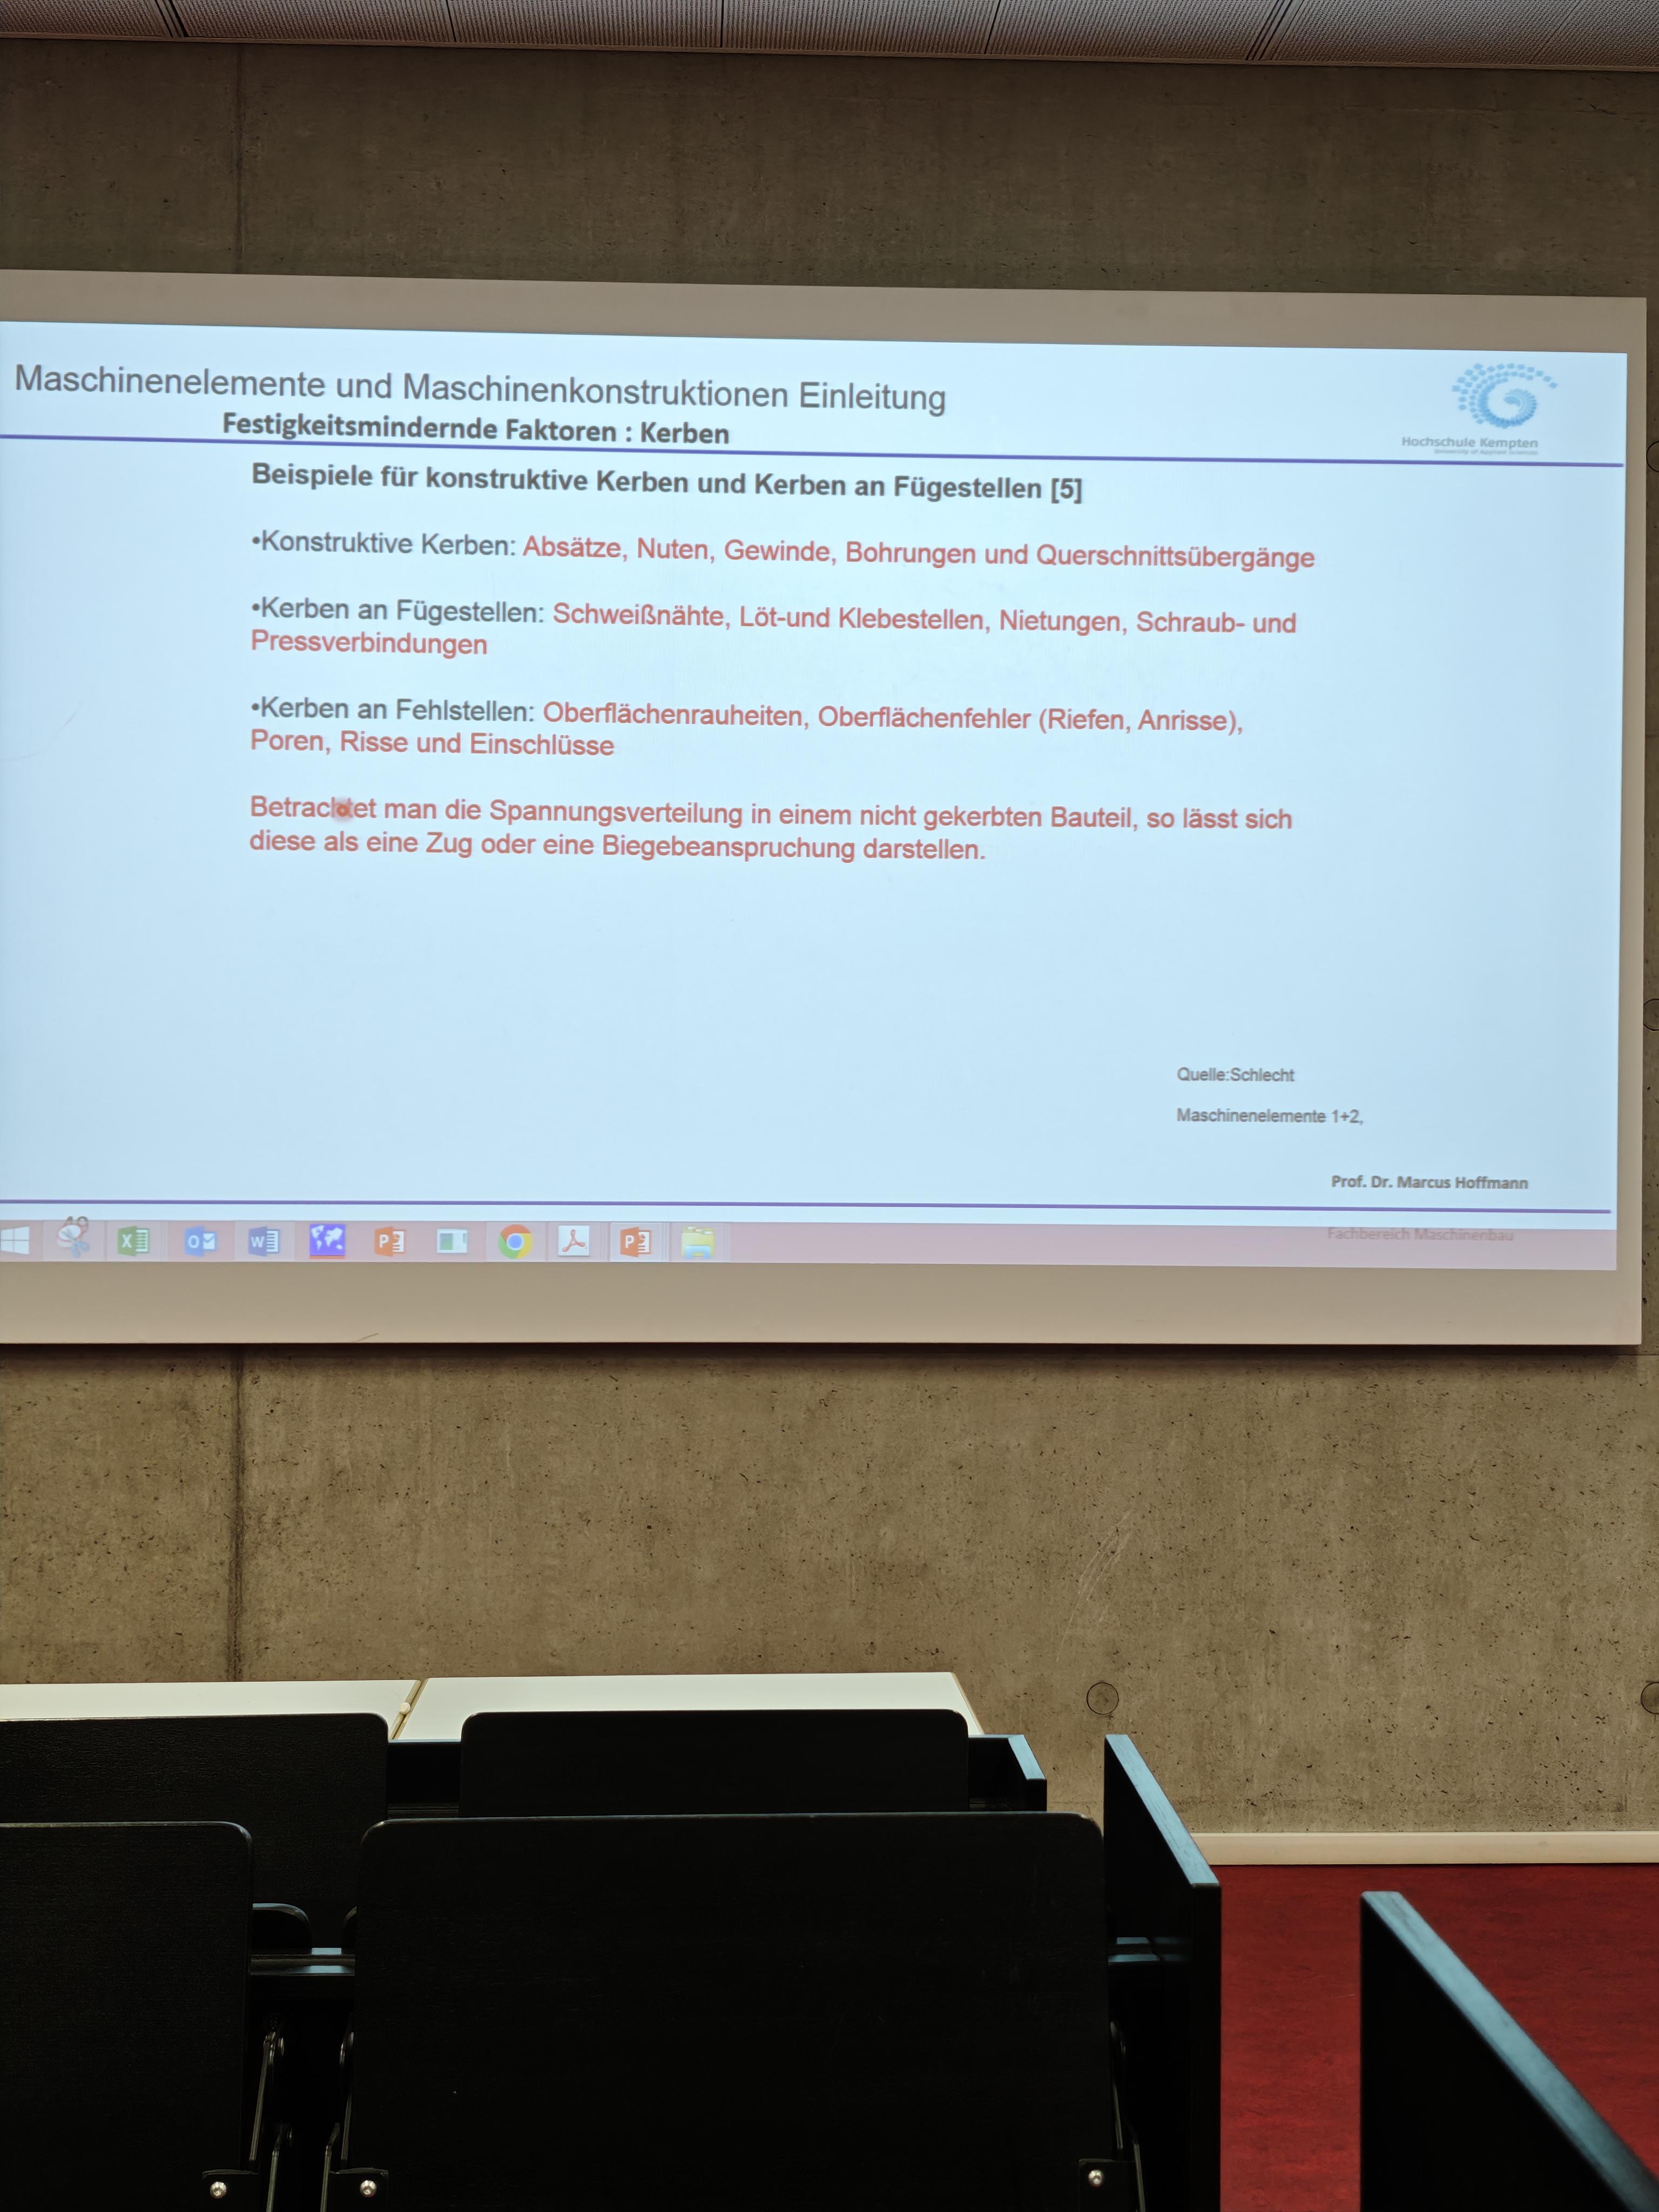 Maschinenelemente und Maschinenkonstruktionen Einleitung
Festigkeitsmindernde Faktoren : Kerben
Hochschule Kempten
University of Applied Sciences
Beispiele für konstruktive Kerben und Kerben an Fügestellen [5]
•Konstruktive Kerben: Absätze, Nuten, Gewinde, Bohrungen und Querschnittsübergänge
•Kerben an Fügestellen: Schweißnähte, Löt-und Klebestellen, Nietungen, Schraub- und
Pressverbindungen
•Kerben an Fehlstellen: Oberflächenrauheiten, Oberflächenfehler (Riefen, Anrisse),
Poren, Risse und Einschlüsse
Betrachtet man die Spannungsverteilung in einem nicht gekerbten Bauteil, so lässt sich
diese als eine Zug oder eine Biegebeanspruchung darstellen.
Quelle:Schlecht
Maschinenelemente 1+2,
Prof. Dr. Marcus Hoffmann
Fachbereich Maschinenbau